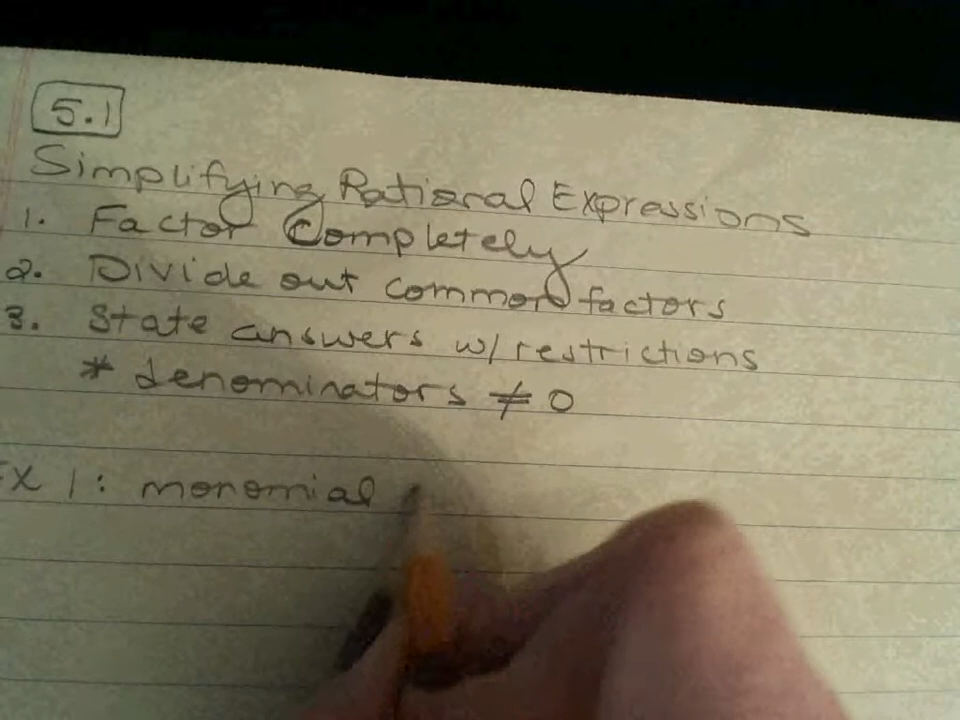 5.1
Simplifying Rational Expressions
1. Factor Completely
2. Divide out common factors
3. State answers w/ restrictions
* denominators ≠ 0
Ex 1: monomial